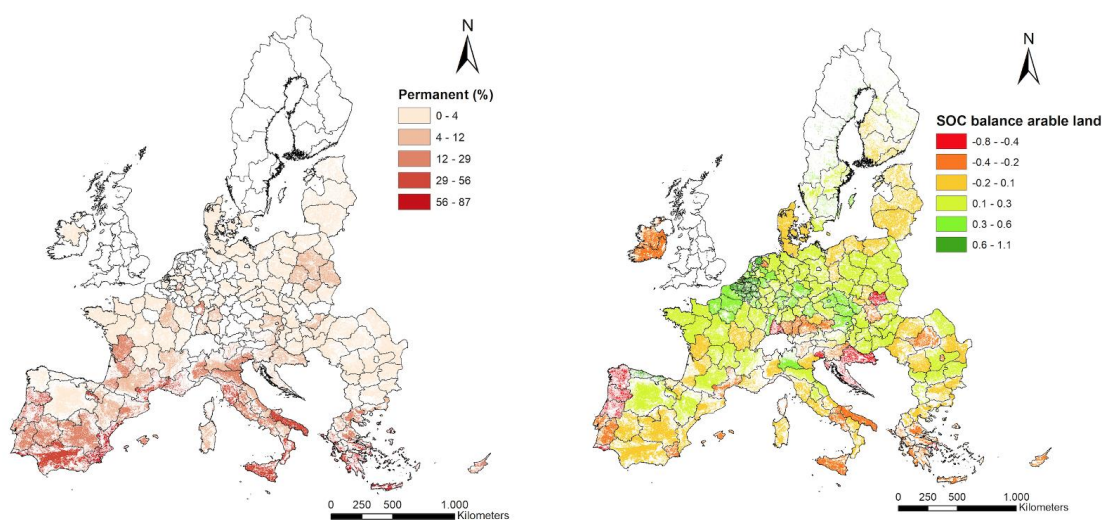 N
Permanent (%)
0 - 4
4 - 12
12 - 29
29 - 56
56 - 87
0 250 500 1.000
Kilometers
N
SOC balance arable land
-0.8 - -0.4
-0.4 - -0.2
-0.2 - 0.1
0.1 - 0.3
0.3 - 0.6
0.6 - 1.1
0 250 500 1.000
Kilometers